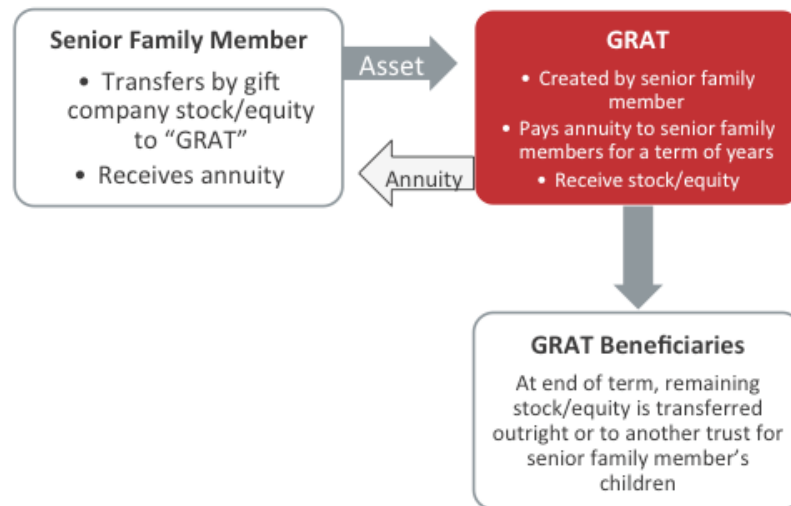 Senior Family Member
• Transfers by gift
company stock/equity
to “GRAT”
• Receives annuity
Asset
Annuity
GRAT
• Created by senior family
member
• Pays annuity to senior family
members for a term of years
• Receive stock/equity
GRAT Beneficiaries
At end of term, remaining
stock/equity is transferred
outright or to another trust for
senior family member’s
children